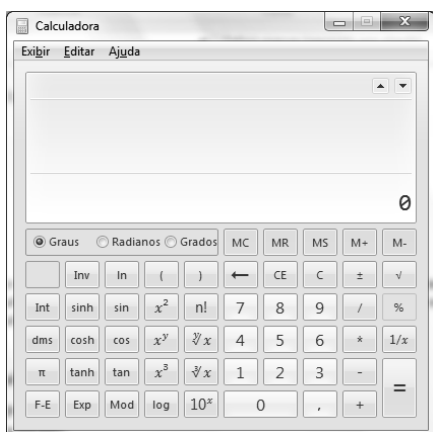 Calculadora
Exibir Editar Ajuda
0
Graus Radianos Grados MC MR MS M+ M-
Inv ln ( ) ← CE C ± √
Int sinh sin x² n! 7 8 9 / %
dms cosh cos xʸ ʸ√x 4 5 6 * 1/x
π tanh tan x³ ³√x 1 2 3 - =
F-E Exp Mod log 10ˣ 0 , +